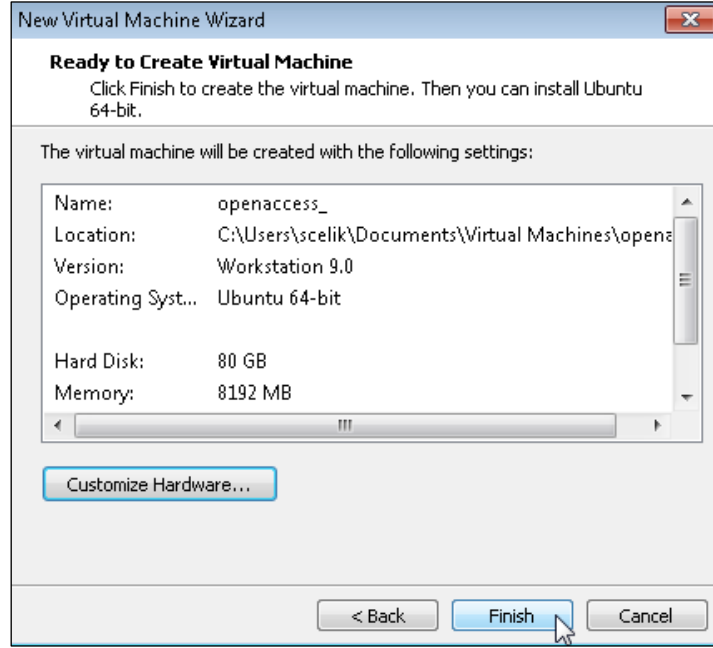 New Virtual Machine Wizard
Ready to Create Virtual Machine
Click Finish to create the virtual machine. Then you can install Ubuntu
64-bit.
The virtual machine will be created with the following settings:
Name: openaccess_
Location: C:\Users\scelik\Documents\Virtual Machines\opena
Version: Workstation 9.0
Operating Syst... Ubuntu 64-bit
Hard Disk: 80 GB
Memory: 8192 MB
Customize Hardware...
< Back Finish Cancel